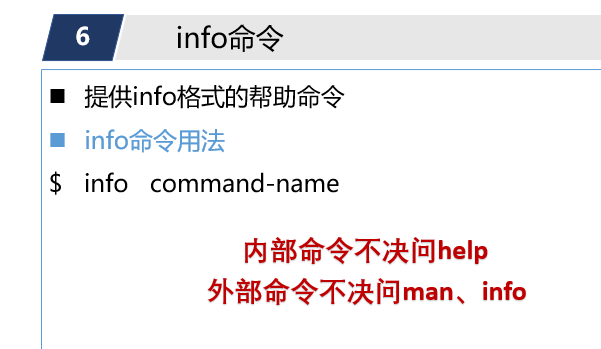 6 info命令
■ 提供info格式的帮助命令
■ info命令用法
$ info command-name
内部命令不决问help
外部命令不决问man、info